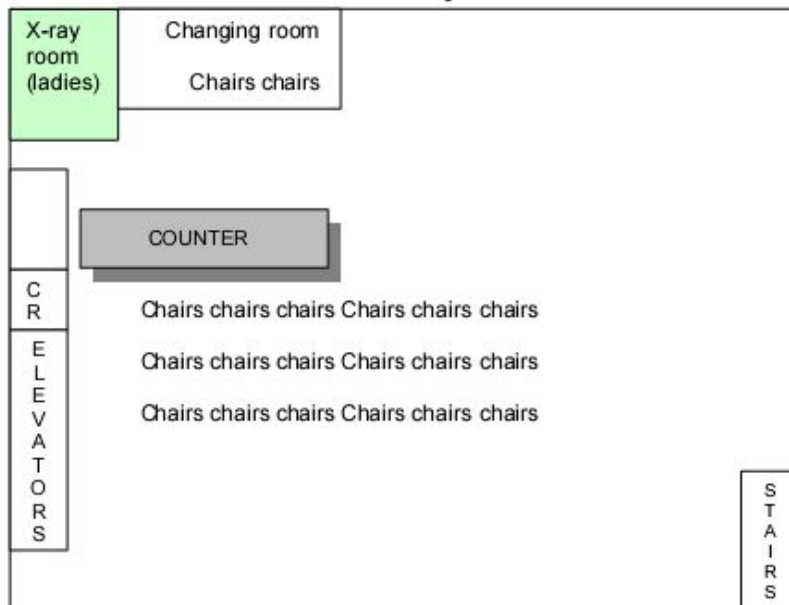 X-ray
room
(ladies)
Changing room
Chairs chairs
COUNTER
C
R
Chairs chairs chairs Chairs chairs chairs
Chairs chairs chairs Chairs chairs chairs
Chairs chairs chairs Chairs chairs chairs
E
L
E
V
A
T
O
R
S
S
T
A
I
R
S